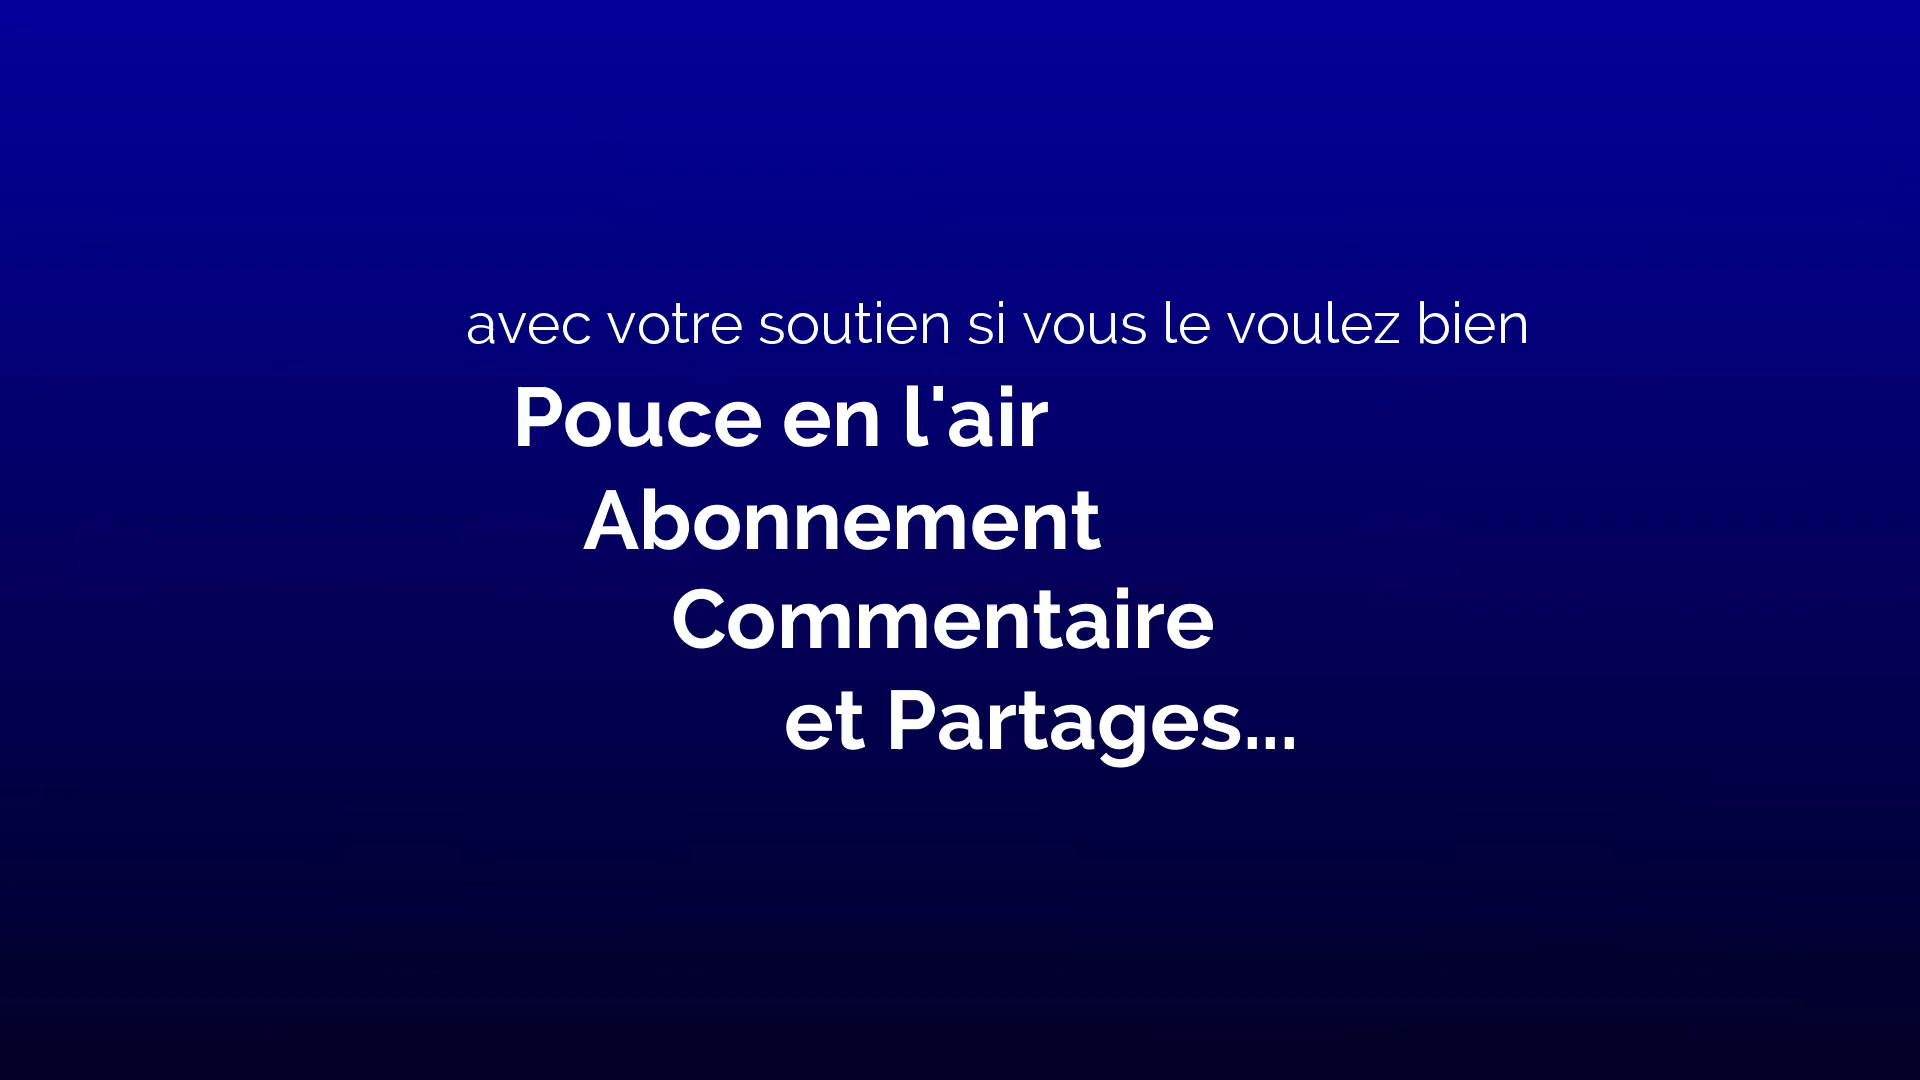 avec votre soutien si vous le voulez bien
Pouce en l'air
Abonnement
Commentaire
et Partages...